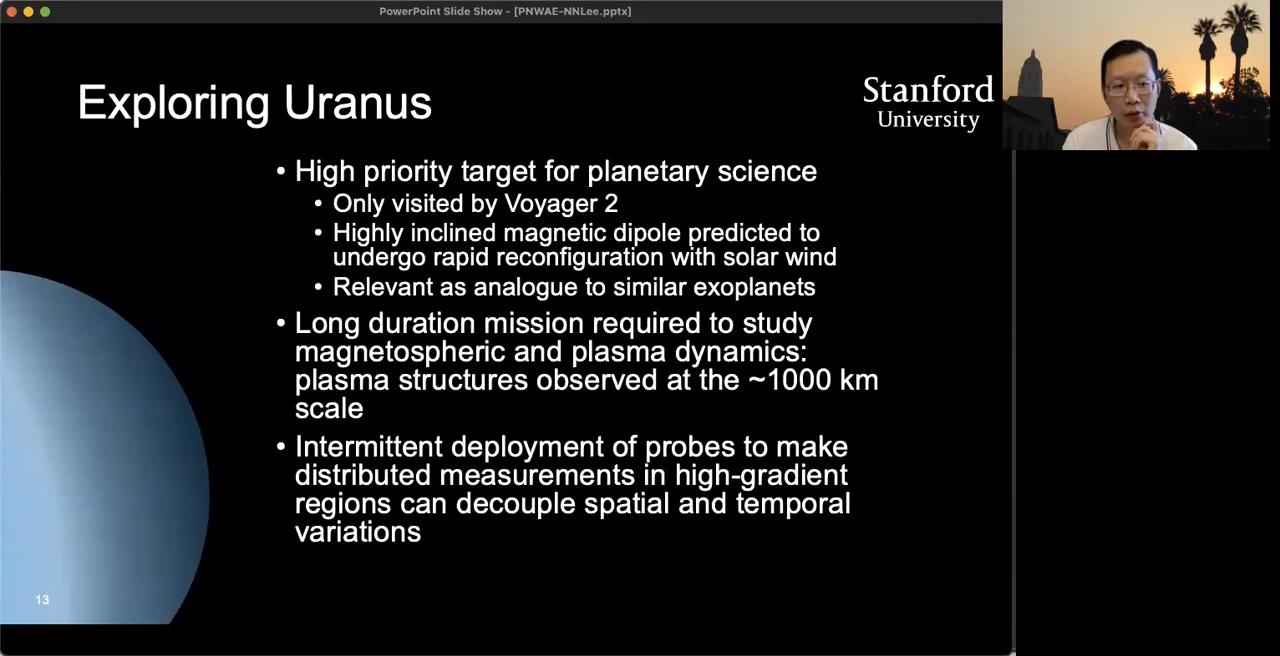 PowerPoint Slide Show - [PNWAE-NNLee.pptx]
Exploring Uranus
Stanford
University
• High priority target for planetary science
• Only visited by Voyager 2
• Highly inclined magnetic dipole predicted to
undergo rapid reconfiguration with solar wind
• Relevant as analogue to similar exoplanets
• Long duration mission required to study
magnetospheric and plasma dynamics:
plasma structures observed at the ~1000 km
scale
• Intermittent deployment of probes to make
distributed measurements in high-gradient
regions can decouple spatial and temporal
variations
13